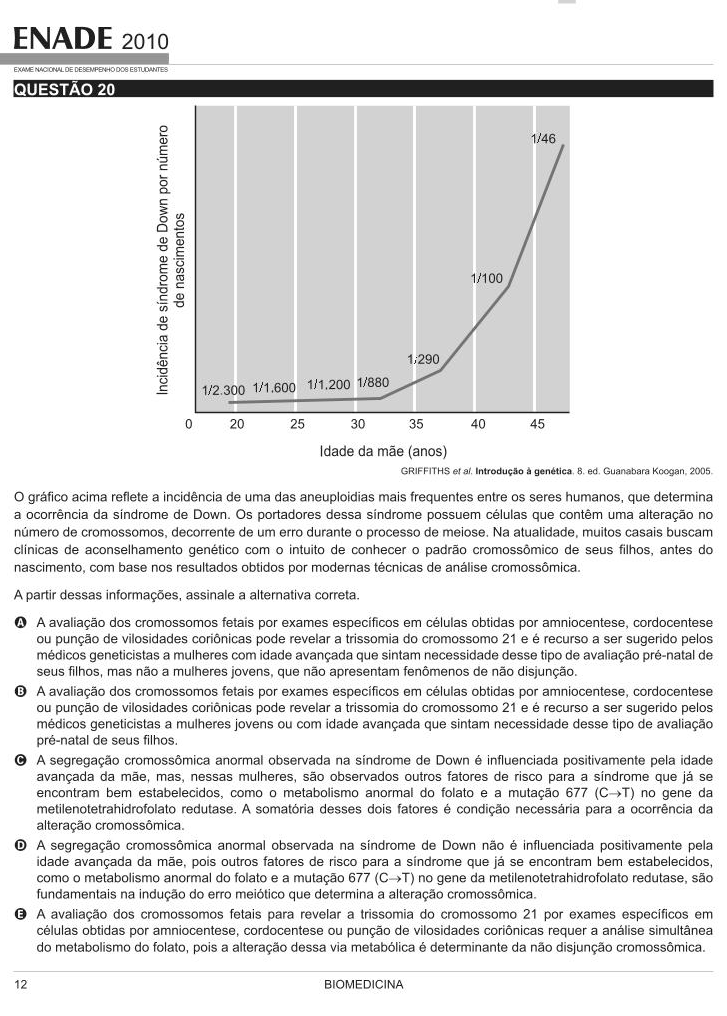 ENADE 2010
EXAME NACIONAL DE DESEMPENHO DOS ESTUDANTES
QUESTÃO 20
Incidência de síndrome de Down por número
de nascimentos
1/46
1/100
1/290
1/2.300 1/1.600 1/1.200 1/880
0 20 25 30 35 40 45
Idade da mãe (anos)
GRIFFITHS et al. Introdução à genética. 8. ed. Guanabara Koogan, 2005.
O gráfico acima reflete a incidência de uma das aneuploidias mais frequentes entre os seres humanos, que determina
a ocorrência da síndrome de Down. Os portadores dessa síndrome possuem células que contêm uma alteração no
número de cromossomos, decorrente de um erro durante o processo de meiose. Na atualidade, muitos casais buscam
clínicas de aconselhamento genético com o intuito de conhecer o padrão cromossômico de seus filhos, antes do
nascimento, com base nos resultados obtidos por modernas técnicas de análise cromossômica.
A partir dessas informações, assinale a alternativa correta.
A A avaliação dos cromossomos fetais por exames específicos em células obtidas por amniocentese, cordocentese
ou punção de vilosidades coriônicas pode revelar a trissomia do cromossomo 21 e é recurso a ser sugerido pelos
médicos geneticistas a mulheres com idade avançada que sintam necessidade desse tipo de avaliação pré-natal de
seus filhos, mas não a mulheres jovens, que não apresentam fenômenos de não disjunção.
B A avaliação dos cromossomos fetais por exames específicos em células obtidas por amniocentese, cordocentese
ou punção de vilosidades coriônicas pode revelar a trissomia do cromossomo 21 e é recurso a ser sugerido pelos
médicos geneticistas a mulheres jovens ou com idade avançada que sintam necessidade desse tipo de avaliação
pré-natal de seus filhos.
C A segregação cromossômica anormal observada na síndrome de Down é influenciada positivamente pela idade
avançada da mãe, mas, nessas mulheres, são observados outros fatores de risco para a síndrome que já se
encontram bem estabelecidos, como o metabolismo anormal do folato e a mutação 677 (C→T) no gene da
metilenotetrahidrofolato redutase. A somatória desses dois fatores é condição necessária para a ocorrência da
alteração cromossômica.
D A segregação cromossômica anormal observada na síndrome de Down não é influenciada positivamente pela
idade avançada da mãe, pois outros fatores de risco para a síndrome que já se encontram bem estabelecidos,
como o metabolismo anormal do folato e a mutação 677 (C→T) no gene da metilenotetrahidrofolato redutase, são
fundamentais na indução do erro meiótico que determina a alteração cromossômica.
E A avaliação dos cromossomos fetais para revelar a trissomia do cromossomo 21 por exames específicos em
células obtidas por amniocentese, cordocentese ou punção de vilosidades coriônicas requer a análise simultânea
do metabolismo do folato, pois a alteração dessa via metabólica é determinante da não disjunção cromossômica.
12
BIOMEDICINA